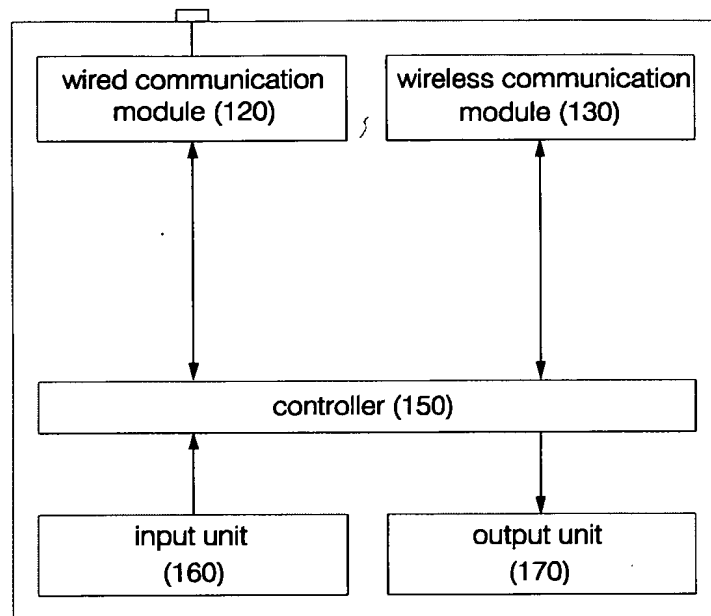 wired communication
module (120)
wireless communication
module (130)
controller (150)
input unit
(160)
output unit
(170)